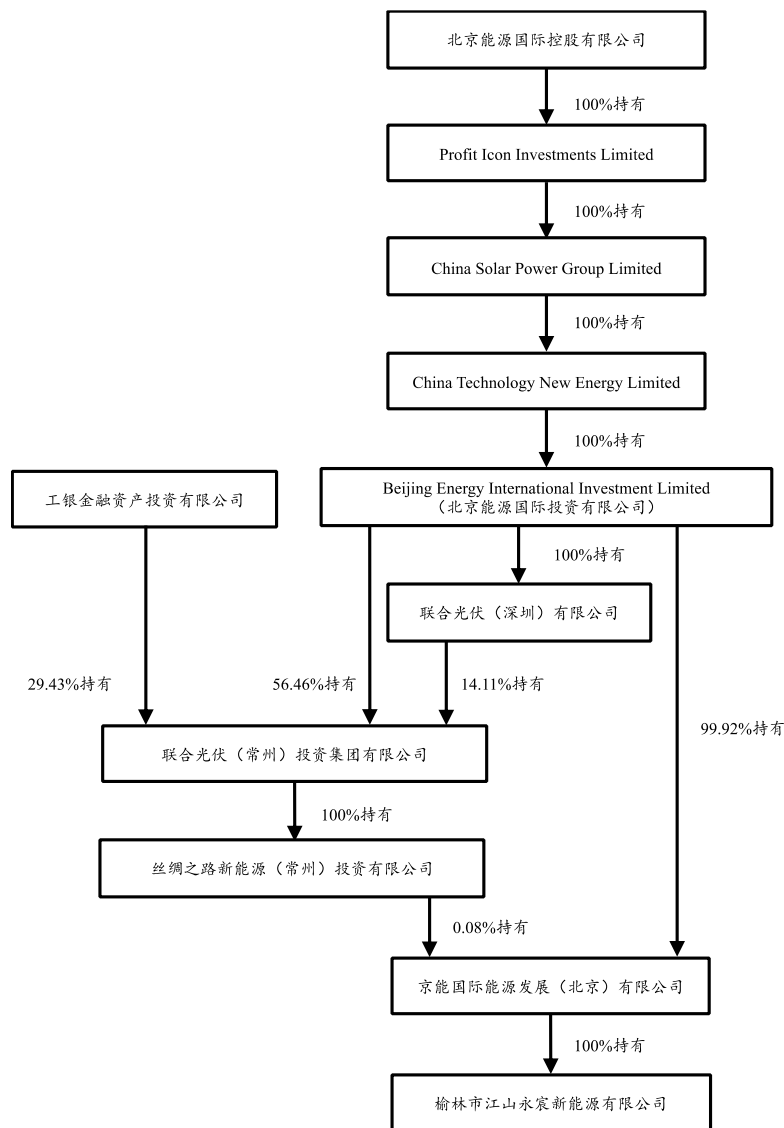 北京能源国际控股有限公司
100%持有
Profit Icon Investments Limited
100%持有
China Solar Power Group Limited
100%持有
China Technology New Energy Limited
100%持有
工银金融资产投资有限公司
Beijing Energy International Investment Limited
（北京能源国际投资有限公司）
100%持有
联合光伏（深圳）有限公司
29.43%持有
56.46%持有
14.11%持有
99.92%持有
联合光伏（常州）投资集团有限公司
100%持有
丝绸之路新能源（常州）投资有限公司
0.08%持有
京能国际能源发展（北京）有限公司
100%持有
榆林市江山永宸新能源有限公司